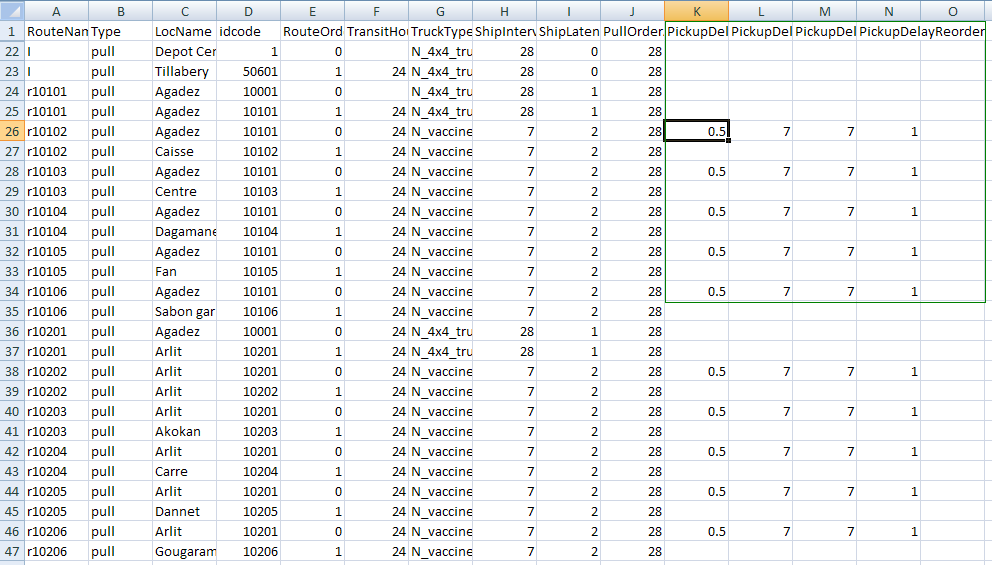 A B C D E F G H I J K L M N O
1 RouteNan Type LocName idcode RouteOrd TransitHo TruckType ShipInterv ShipLaten PullOrder PickupDel PickupDel PickupDel PickupDelayReorder
22 I pull Depot Cen 1 0 N_4x4_tru 28 0 28
23 I pull Tillabery 50601 1 24 N_4x4_tru 28 0 28
24 r10101 pull Agadez 10001 0 N_4x4_tru 28 1 28
25 r10101 pull Agadez 10101 1 24 N_4x4_tru 28 1 28
26 r10102 pull Agadez 10101 0 24 N_vaccine 7 2 28 0.5 7 7 1
27 r10102 pull Caisse 10102 1 24 N_vaccine 7 2 28
28 r10103 pull Agadez 10101 0 24 N_vaccine 7 2 28 0.5 7 7 1
29 r10103 pull Centre 10103 1 24 N_vaccine 7 2 28
30 r10104 pull Agadez 10101 0 24 N_vaccine 7 2 28 0.5 7 7 1
31 r10104 pull Dagamane 10104 1 24 N_vaccine 7 2 28
32 r10105 pull Agadez 10101 0 24 N_vaccine 7 2 28 0.5 7 7 1
33 r10105 pull Fan 10105 1 24 N_vaccine 7 2 28
34 r10106 pull Agadez 10101 0 24 N_vaccine 7 2 28 0.5 7 7 1
35 r10106 pull Sabon gar 10106 1 24 N_vaccine 7 2 28
36 r10201 pull Agadez 10001 0 24 N_4x4_tru 28 1 28
37 r10201 pull Arlit 10201 1 24 N_4x4_tru 28 1 28
38 r10202 pull Arlit 10201 0 24 N_vaccine 7 2 28 0.5 7 7 1
39 r10202 pull Arlit 10202 1 24 N_vaccine 7 2 28
40 r10203 pull Arlit 10201 0 24 N_vaccine 7 2 28 0.5 7 7 1
41 r10203 pull Akokan 10203 1 24 N_vaccine 7 2 28
42 r10204 pull Arlit 10201 0 24 N_vaccine 7 2 28 0.5 7 7 1
43 r10204 pull Carre 10204 1 24 N_vaccine 7 2 28
44 r10205 pull Arlit 10201 0 24 N_vaccine 7 2 28 0.5 7 7 1
45 r10205 pull Dannet 10205 1 24 N_vaccine 7 2 28
46 r10206 pull Arlit 10201 0 24 N_vaccine 7 2 28 0.5 7 7 1
47 r10206 pull Gougaram 10206 1 24 N_vaccine 7 2 28